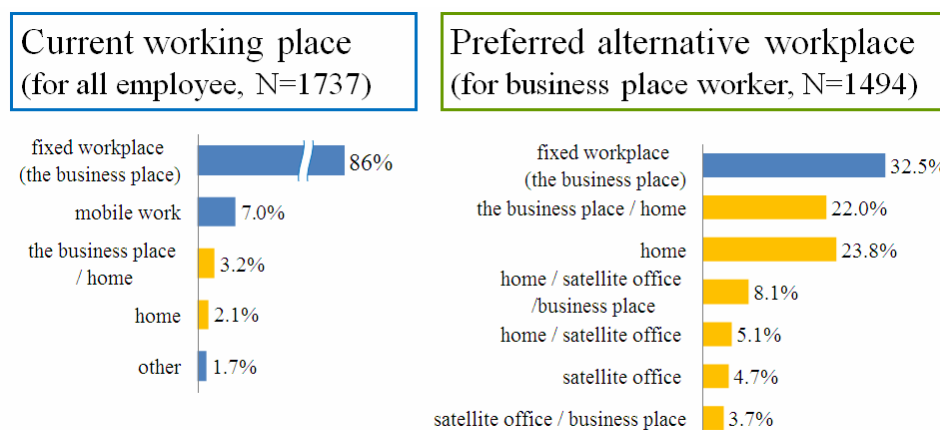 Current working place
(for all employee, N=1737)
fixed workplace
(the business place)
86%
mobile work
7.0%
the business place
/ home
3.2%
home
2.1%
other
1.7%
Preferred alternative workplace
(for business place worker, N=1494)
fixed workplace
(the business place)
32.5%
the business place / home
22.0%
home
23.8%
home / satellite office
/business place
8.1%
home / satellite office
5.1%
satellite office
4.7%
satellite office / business place
3.7%